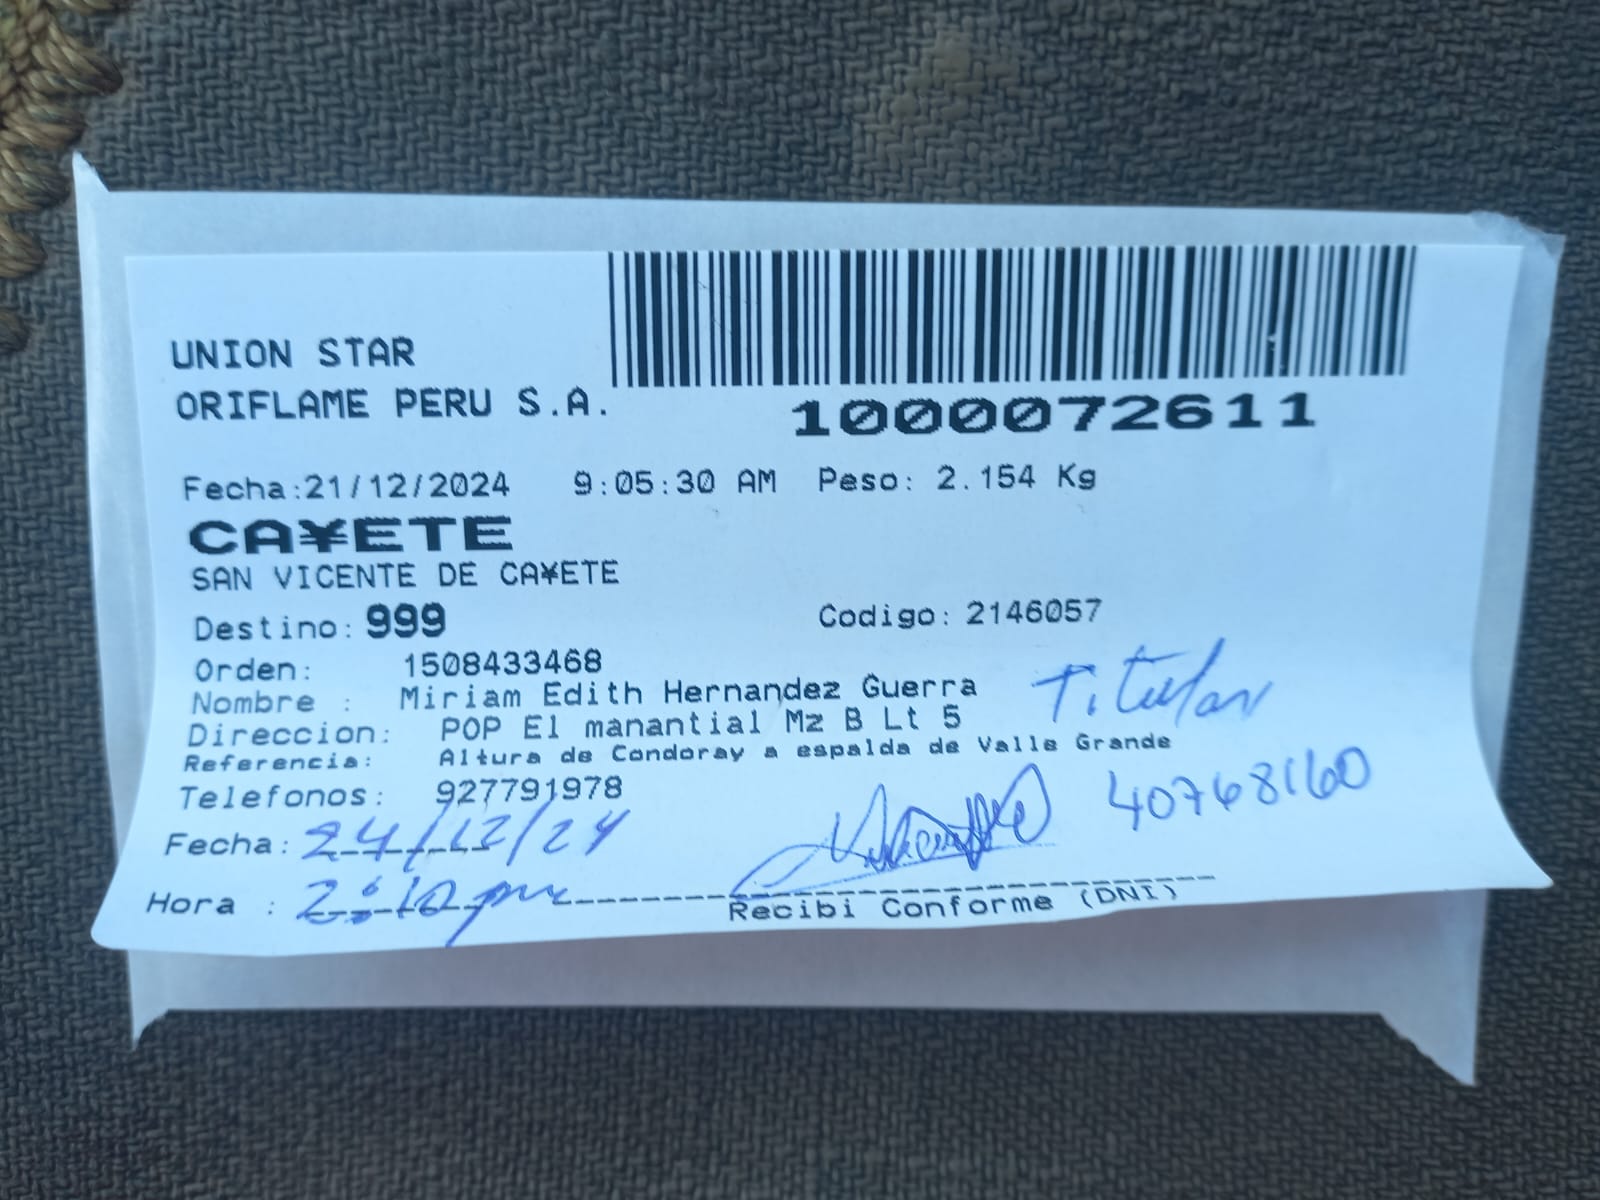 UNION STAR
ORIFLAME PERU S.A.
1000072611
Fecha:21/12/2024 9:05:30 AM Peso: 2.154 Kg
CA¥ETE
SAN VICENTE DE CA¥ETE
Destino: 999 Codigo: 2146057
Orden: 1508433468
Nombre : Miriam Edith Hernandez Guerra Titular
Direccion: POP El manantial Mz B Lt 5
Referencia: Altura de Condoray a espalda de Valle Grande
Telefonos: 927791978 40768160
Fecha: 24/12/24
Hora : 2:10 pm
Recibi Conforme (DNI)